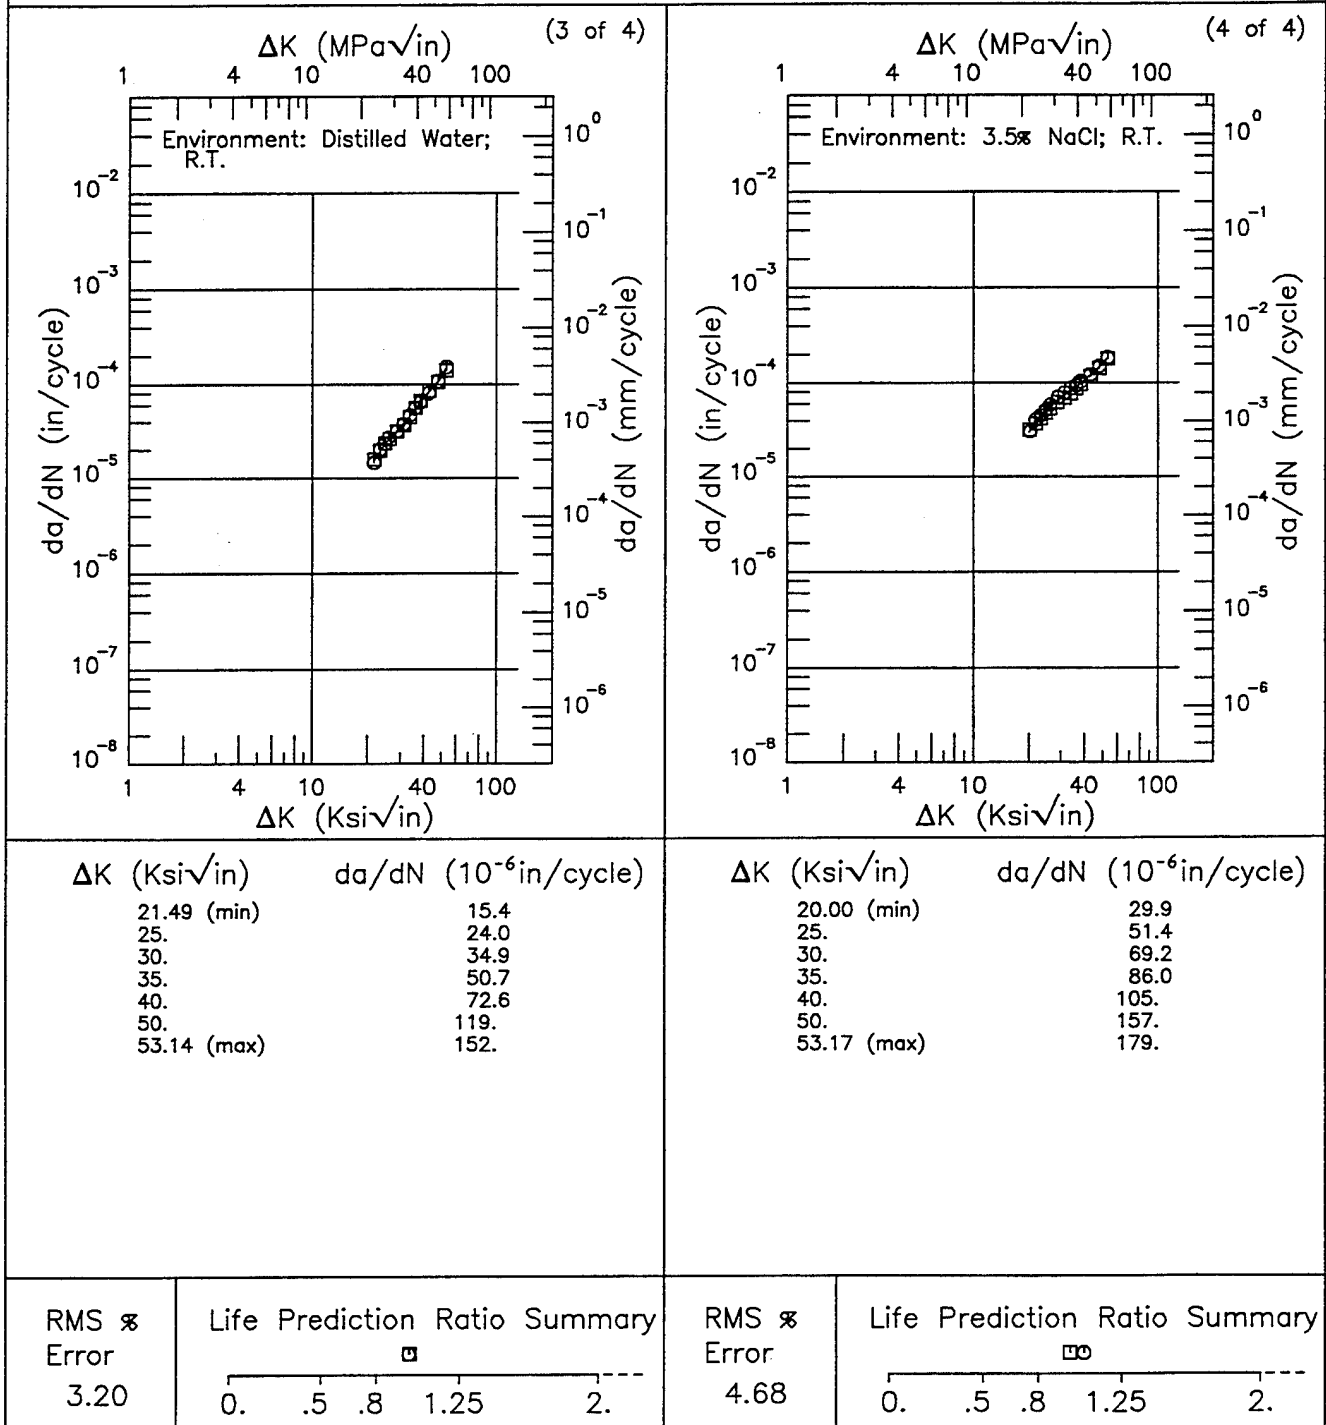 (3 of 4)
ΔK (MPa√in)
1 4 10 40 100
Environment: Distilled Water;
R.T.
da/dN (in/cycle)
10⁻²
10⁻³
10⁻⁴
10⁻⁵
10⁻⁶
10⁻⁷
10⁻⁸
10⁰
10⁻¹
10⁻²
10⁻³
10⁻⁴
10⁻⁵
10⁻⁶
da/dN (mm/cycle)
1 4 10 40 100
ΔK (Ksi√in)
ΔK (Ksi√in) da/dN (10⁻⁶in/cycle)
21.49 (min) 15.4
25. 24.0
30. 34.9
35. 50.7
40. 72.6
50. 119.
53.14 (max) 152.
RMS %
Error
3.20
Life Prediction Ratio Summary
0. .5 .8 1.25 2.
(4 of 4)
ΔK (MPa√in)
1 4 10 40 100
Environment: 3.5% NaCl; R.T.
da/dN (in/cycle)
10⁻²
10⁻³
10⁻⁴
10⁻⁵
10⁻⁶
10⁻⁷
10⁻⁸
10⁰
10⁻¹
10⁻²
10⁻³
10⁻⁴
10⁻⁵
10⁻⁶
da/dN (mm/cycle)
1 4 10 40 100
ΔK (Ksi√in)
ΔK (Ksi√in) da/dN (10⁻⁶in/cycle)
20.00 (min) 29.9
25. 51.4
30. 69.2
35. 86.0
40. 105.
50. 157.
53.17 (max) 179.
RMS %
Error
4.68
Life Prediction Ratio Summary
0. .5 .8 1.25 2.